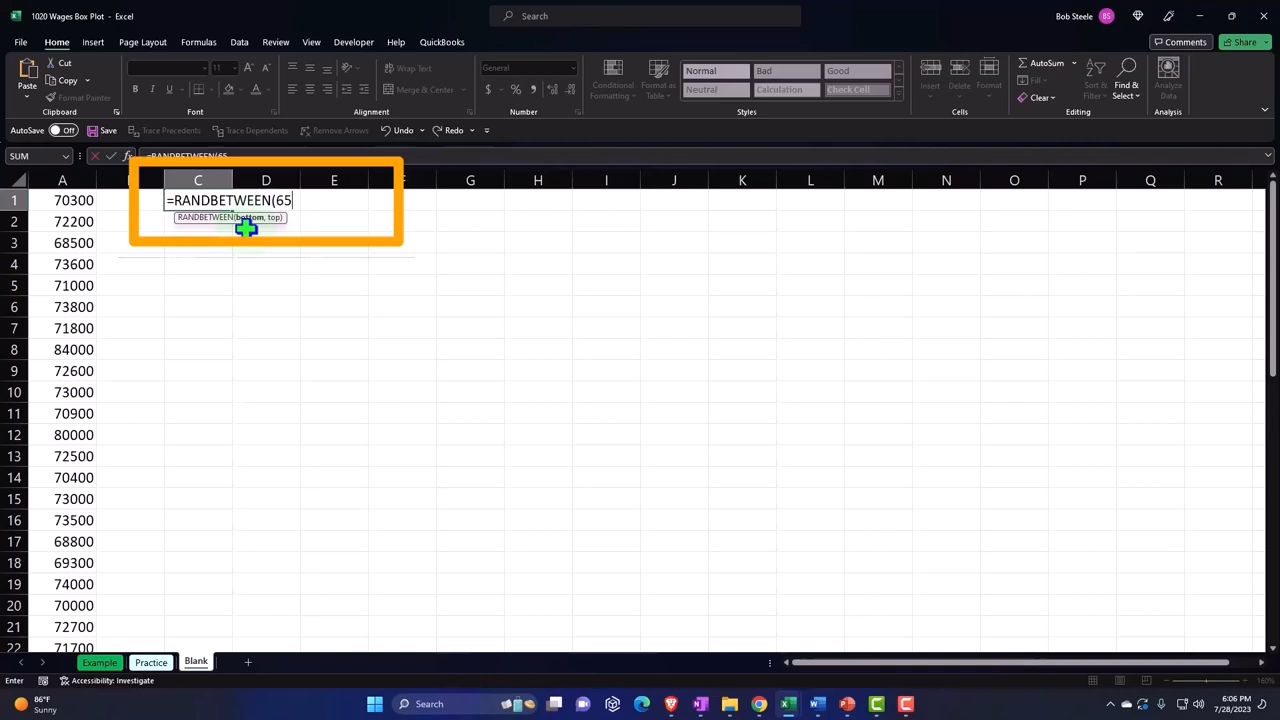 1020 Wages Box Plot - Excel
Search
Bob Steele BS
File Home Insert Page Layout Formulas Data Review View Developer Help QuickBooks
Comments Share
Paste
Cut
Copy
Format Painter
Clipboard
11
Font
Wrap Text
Merge & Center
Alignment
General
Number
Conditional Formatting
Format as Table
Normal Bad Good
Neutral Calculation Check Cell
Styles
Insert Delete Format
Cells
AutoSum
Fill
Clear
Find & Select
Editing
Analyze Data
Analysis
AutoSave Off Save Trace Precedents Trace Dependents Remove Arrows Undo Redo
SUM fx =RANDBETWEEN(65
A C D E F G H I J K L M N O P Q R
1 70300 =RANDBETWEEN(65
RANDBETWEEN(bottom, top)
2 72200
3 68500
4 73600
5 71000
6 73800
7 71800
8 84000
9 72600
10 73000
11 70900
12 80000
13 72500
14 70400
15 73000
16 73500
17 68800
18 69300
19 74000
20 70000
21 72700
22 71700
Example Practice Blank
Enter Accessibility: Investigate 160%
86°F
Sunny
Search
6:06 PM
7/28/2023